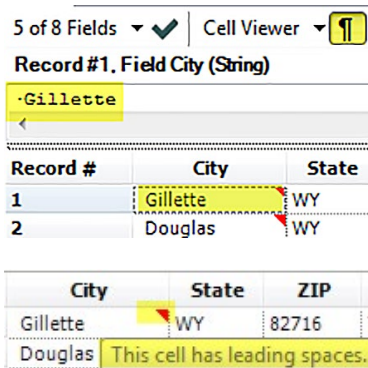 5 of 8 Fields Cell Viewer ¶
Record #1, Field City (String)
·Gillette
Record # City State
1 Gillette WY
2 Douglas WY
City State ZIP
Gillette WY 82716
Douglas This cell has leading spaces.